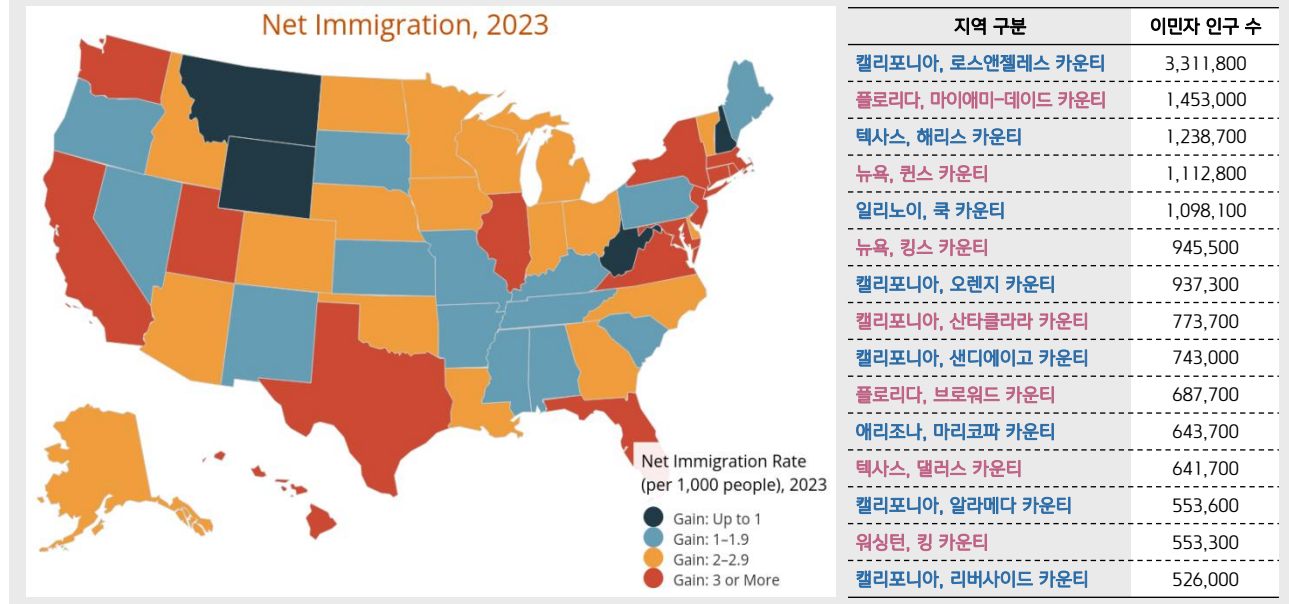 Net Immigration, 2023
Net Immigration Rate
(per 1,000 people), 2023
Gain: Up to 1
Gain: 1–1.9
Gain: 2–2.9
Gain: 3 or More
지역 구분 이민자 인구 수
캘리포니아, 로스앤젤레스 카운티 3,311,800
플로리다, 마이애미-데이드 카운티 1,453,000
텍사스, 해리스 카운티 1,238,700
뉴욕, 퀸스 카운티 1,112,800
일리노이, 쿡 카운티 1,098,100
뉴욕, 킹스 카운티 945,500
캘리포니아, 오렌지 카운티 937,300
캘리포니아, 산타클라라 카운티 773,700
캘리포니아, 샌디에이고 카운티 743,000
플로리다, 브로워드 카운티 687,700
애리조나, 마리코파 카운티 643,700
텍사스, 댈러스 카운티 641,700
캘리포니아, 알라메다 카운티 553,600
워싱턴, 킹 카운티 553,300
캘리포니아, 리버사이드 카운티 526,000